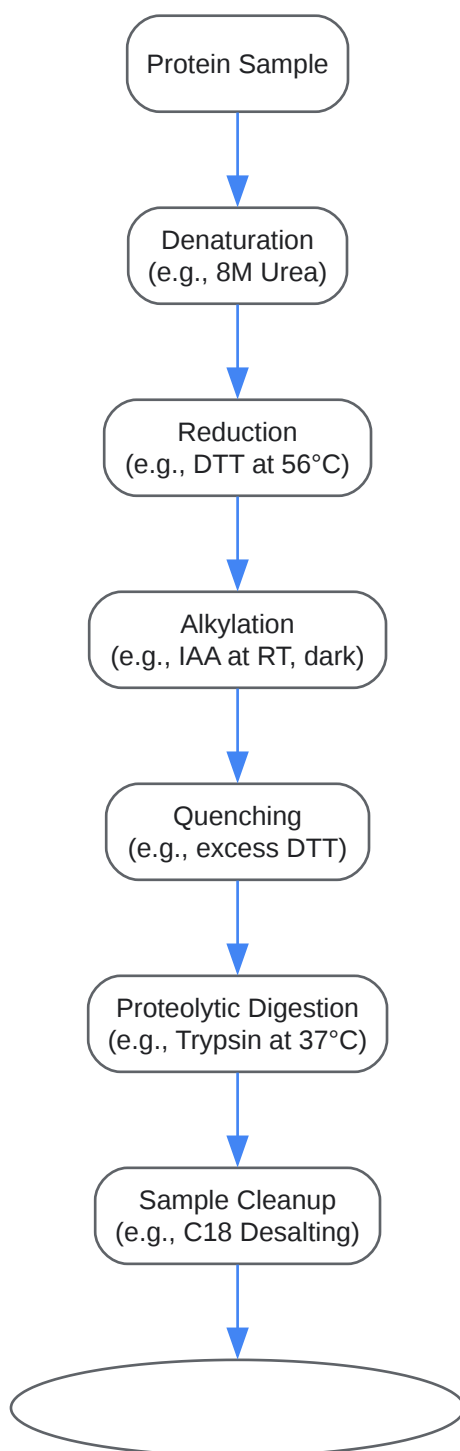 Protein Sample
Denaturation
(e.g., 8M Urea)
Reduction
(e.g., DTT at 56°C)
Alkylation
(e.g., IAA at RT, dark)
Quenching
(e.g., excess DTT)
Proteolytic Digestion
(e.g., Trypsin at 37°C)
Sample Cleanup
(e.g., C18 Desalting)